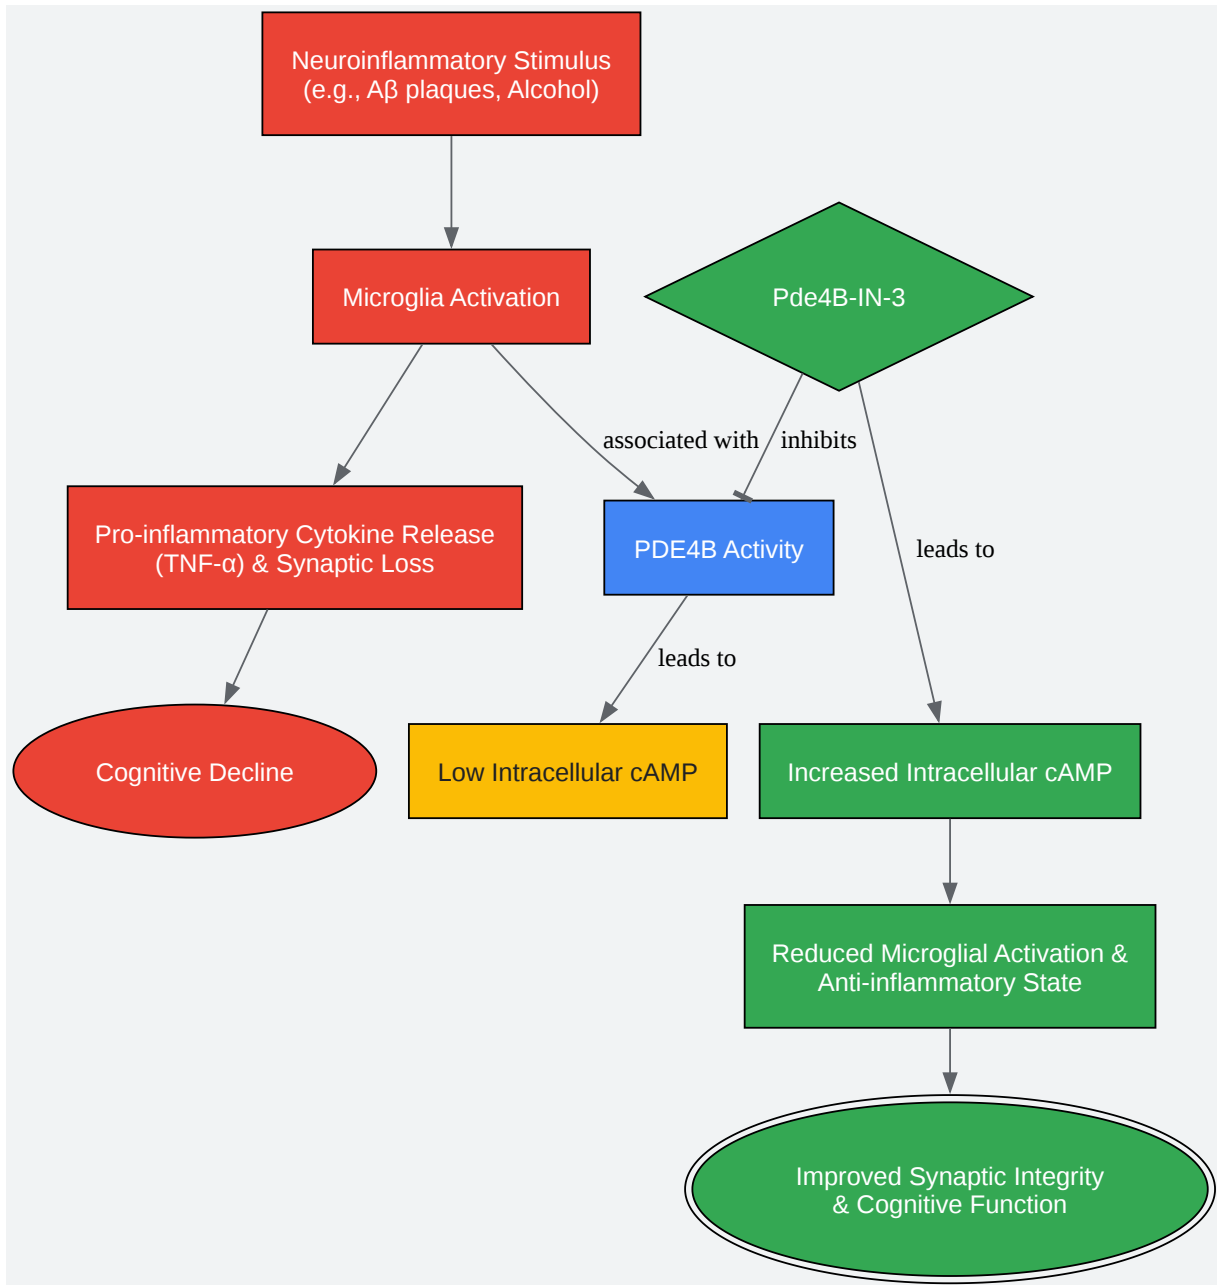 Neuroinflammatory Stimulus
(e.g., Aβ plaques, Alcohol)
Microglia Activation
Pde4B-IN-3
associated with
inhibits
Pro-inflammatory Cytokine Release
(TNF-α) & Synaptic Loss
PDE4B Activity
leads to
leads to
Cognitive Decline
Low Intracellular cAMP
Increased Intracellular cAMP
Reduced Microglial Activation &
Anti-inflammatory State
Improved Synaptic Integrity
& Cognitive Function